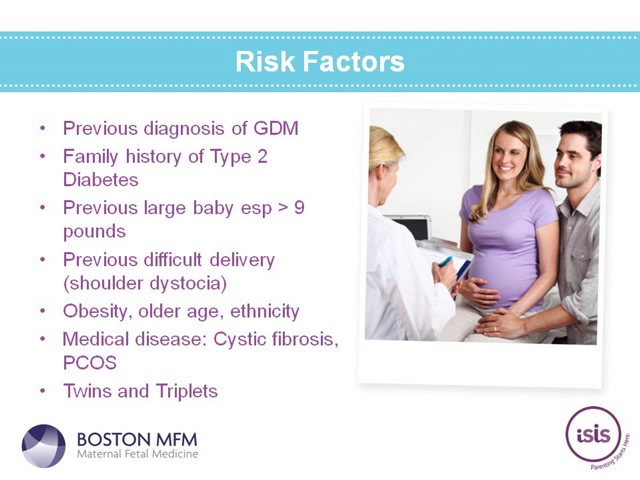 Risk Factors
• Previous diagnosis of GDM
• Family history of Type 2
Diabetes
• Previous large baby esp > 9
pounds
• Previous difficult delivery
(shoulder dystocia)
• Obesity, older age, ethnicity
• Medical disease: Cystic fibrosis,
PCOS
• Twins and Triplets
BOSTON MFM
Maternal Fetal Medicine
isis
Parenting Starts Here.